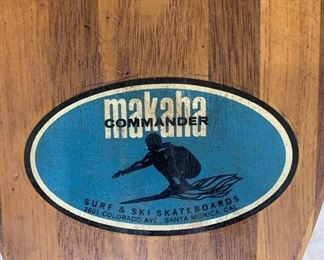 makaha
COMMANDER
SURF & SKI SKATEBOARDS
2601 COLORADO AVE. SANTA MONICA, CAL.